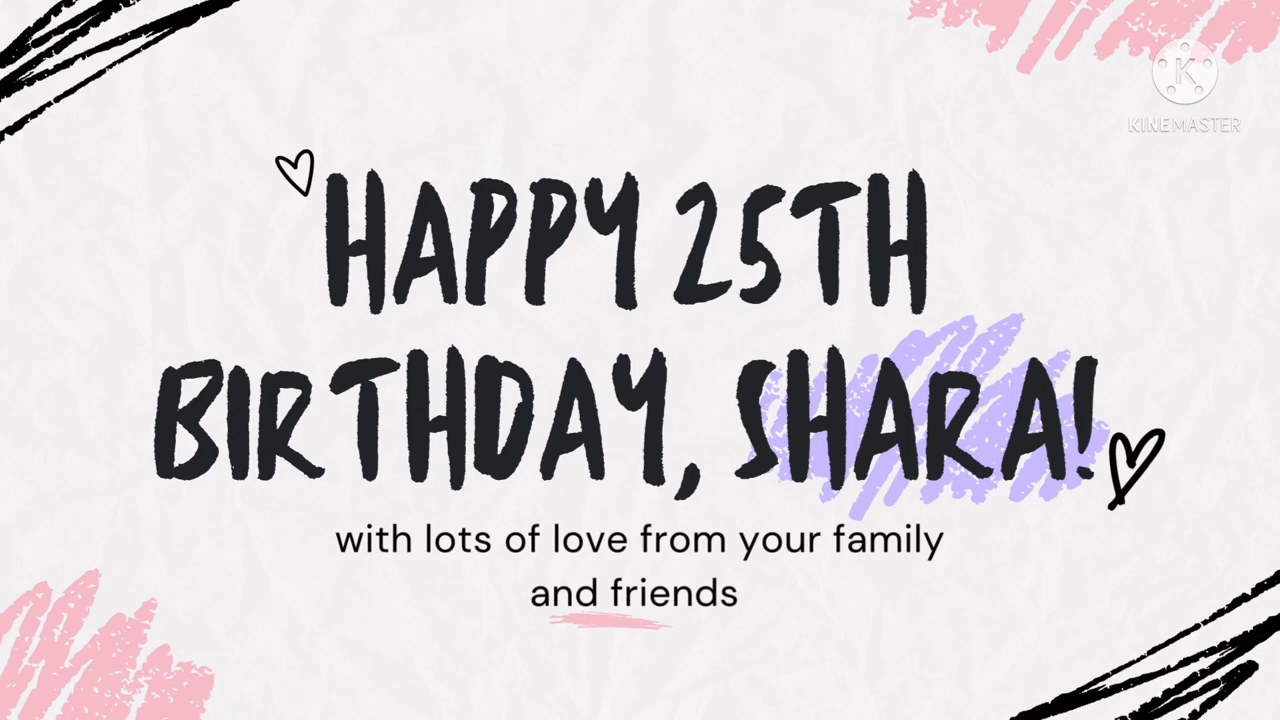 K
KINEMASTER
HAPPY 25TH
BIRTHDAY, SHARA!
with lots of love from your family
and friends